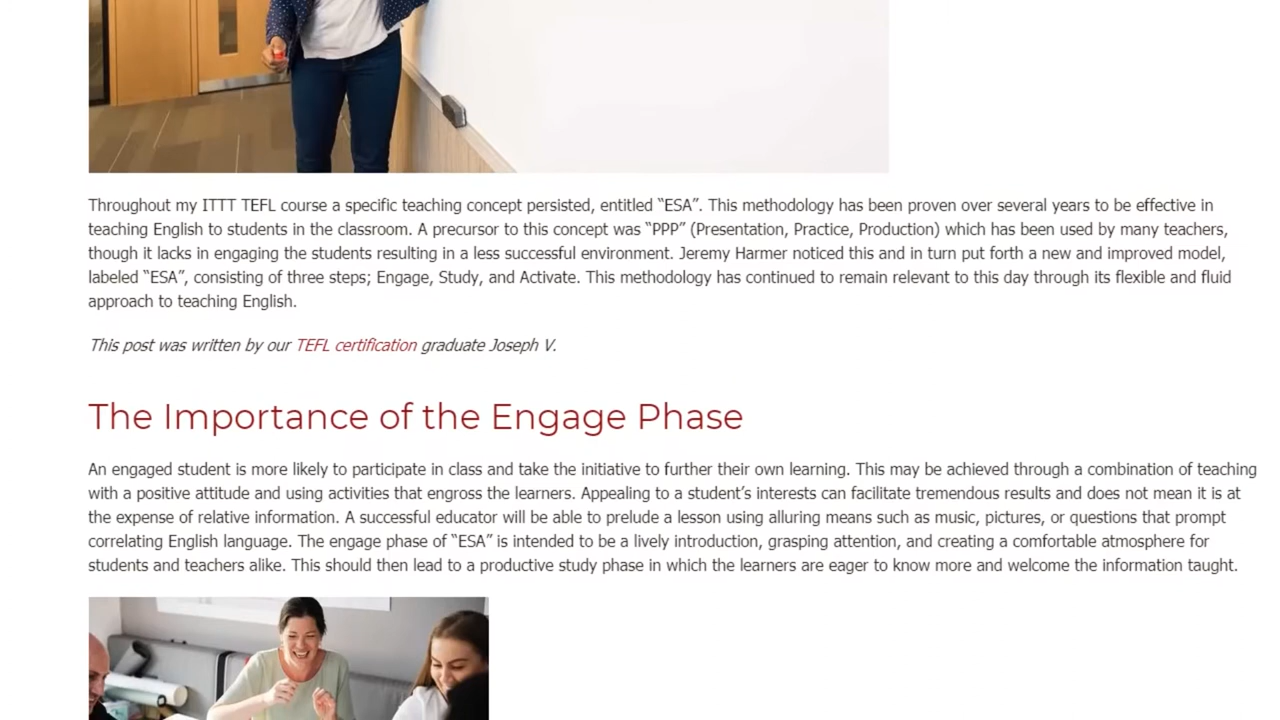 Throughout my ITTT TEFL course a specific teaching concept persisted, entitled “ESA”. This methodology has been proven over several years to be effective in
teaching English to students in the classroom. A precursor to this concept was “PPP” (Presentation, Practice, Production) which has been used by many teachers,
though it lacks in engaging the students resulting in a less successful environment. Jeremy Harmer noticed this and in turn put forth a new and improved model,
labeled “ESA”, consisting of three steps; Engage, Study, and Activate. This methodology has continued to remain relevant to this day through its flexible and fluid
approach to teaching English.
This post was written by our TEFL certification graduate Joseph V.
The Importance of the Engage Phase
An engaged student is more likely to participate in class and take the initiative to further their own learning. This may be achieved through a combination of teaching
with a positive attitude and using activities that engross the learners. Appealing to a student’s interests can facilitate tremendous results and does not mean it is at
the expense of relative information. A successful educator will be able to prelude a lesson using alluring means such as music, pictures, or questions that prompt
correlating English language. The engage phase of “ESA” is intended to be a lively introduction, grasping attention, and creating a comfortable atmosphere for
students and teachers alike. This should then lead to a productive study phase in which the learners are eager to know more and welcome the information taught.